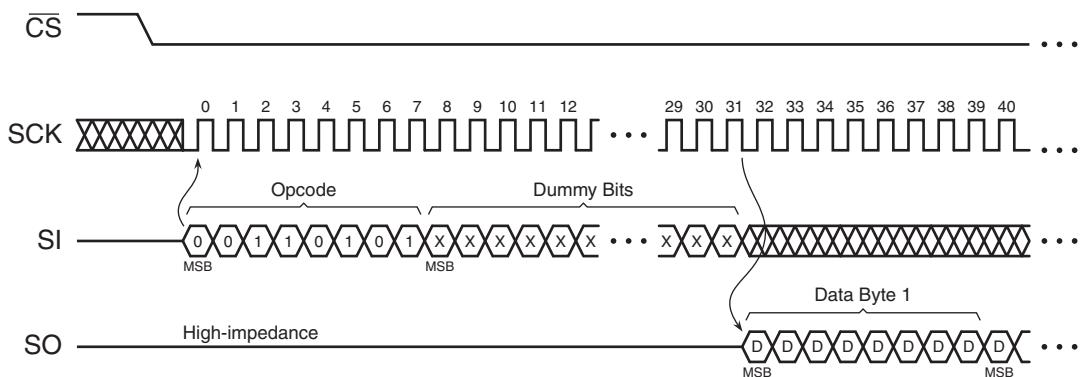 CS
0 1 2 3 4 5 6 7 8 9 10 11 12 29 30 31 32 33 34 35 36 37 38 39 40
SCK
Opcode Dummy Bits
SI 0 0 1 1 0 1 0 1 X X X X X X X X X
MSB MSB
Data Byte 1
High-impedance
SO D D D D D D D D D
MSB MSB